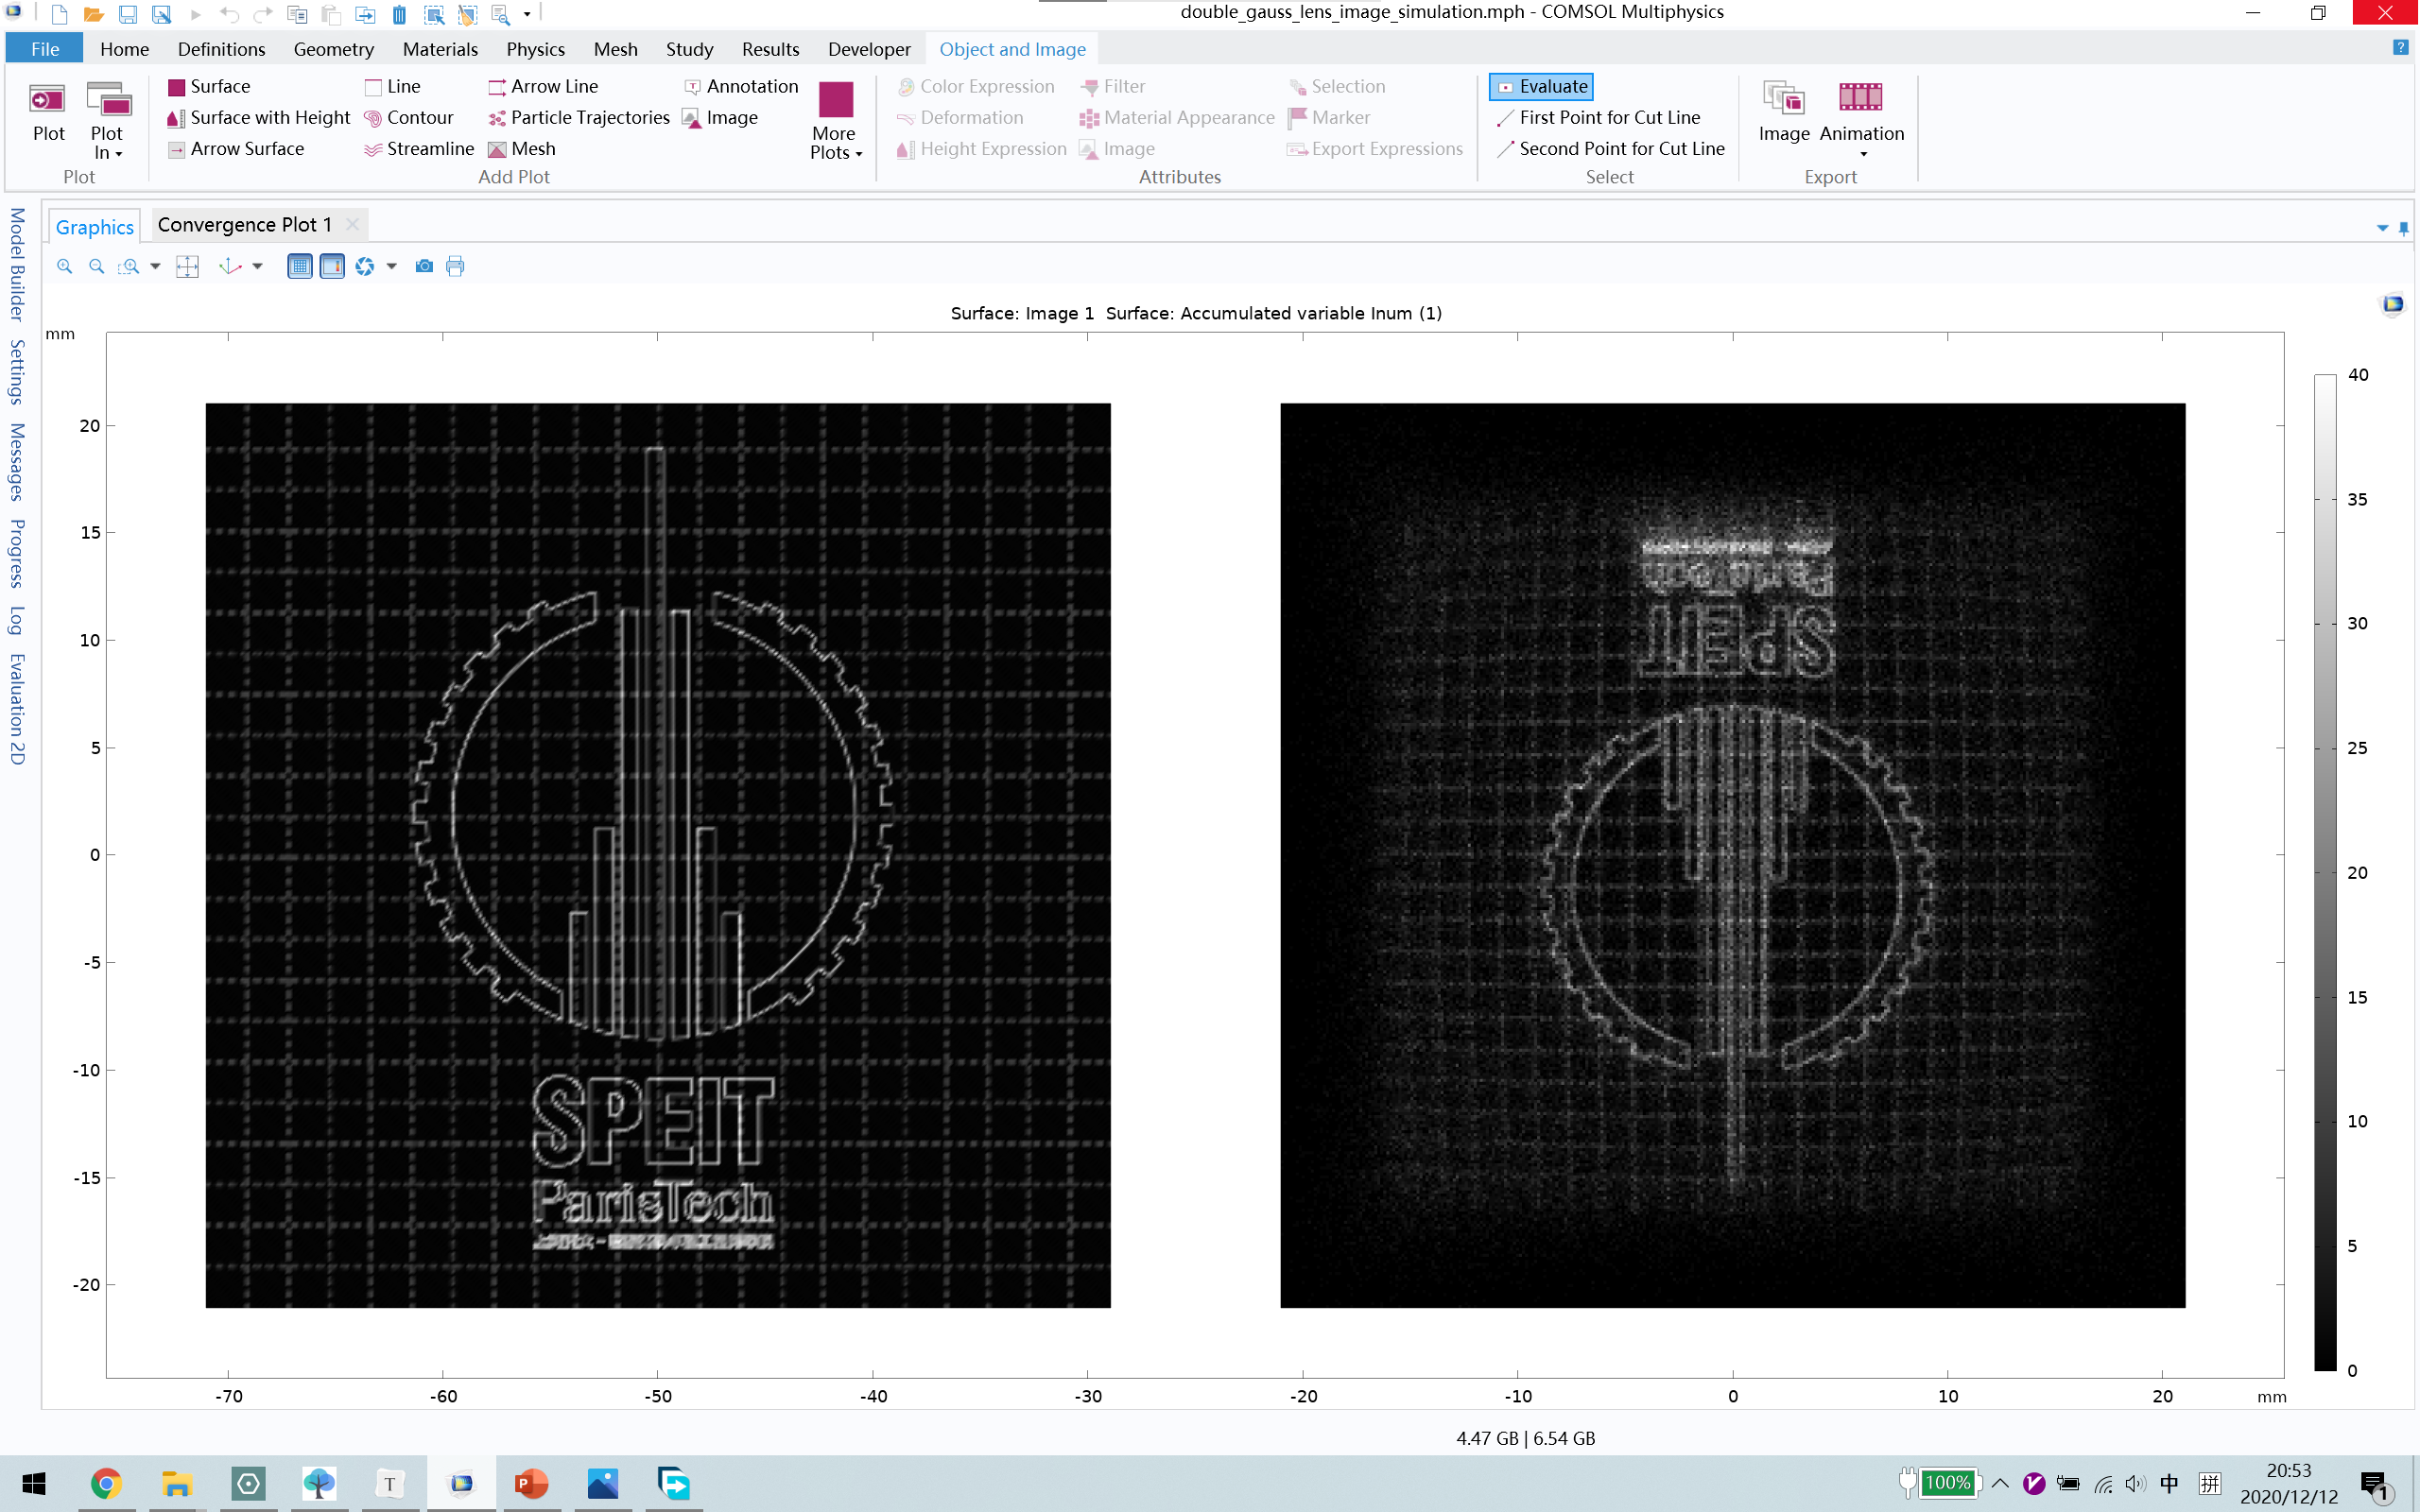 double_gauss_lens_image_simulation.mph - COMSOL Multiphysics
File Home Definitions Geometry Materials Physics Mesh Study Results Developer Object and Image
Surface Line Arrow Line Annotation Color Expression Filter Selection Evaluate
Surface with Height Contour Particle Trajectories Image Deformation Material Appearance Marker First Point for Cut Line
Arrow Surface Streamline Mesh Height Expression Image Export Expressions Second Point for Cut Line
Plot Plot In More Plots Image Animation
Plot Add Plot Attributes Select Export
Model Builder
Settings
Messages
Progress
Log
Evaluation 2D
Graphics Convergence Plot 1
Surface: Image 1 Surface: Accumulated variable Inum (1)
mm
20
15
10
5
0
-5
-10
-15
-20
SPEIT
ParisTech
SPEIT
ParisTech
40
35
30
25
20
15
10
5
0
-70 -60 -50 -40 -30 -20 -10 0 10 20 mm
4.47 GB | 6.54 GB
T
P
100%
中
拼
20:53
2020/12/12
1